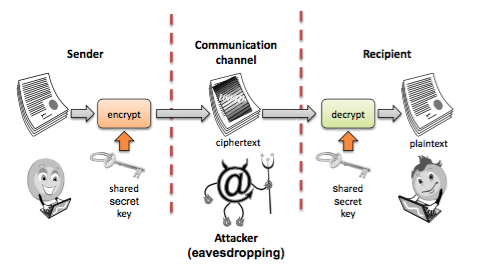 Sender
Communication
channel
Recipient
encrypt
decrypt
ciphertext
plaintext
shared
secret
key
@
shared
secret
key
Attacker
(eavesdropping)